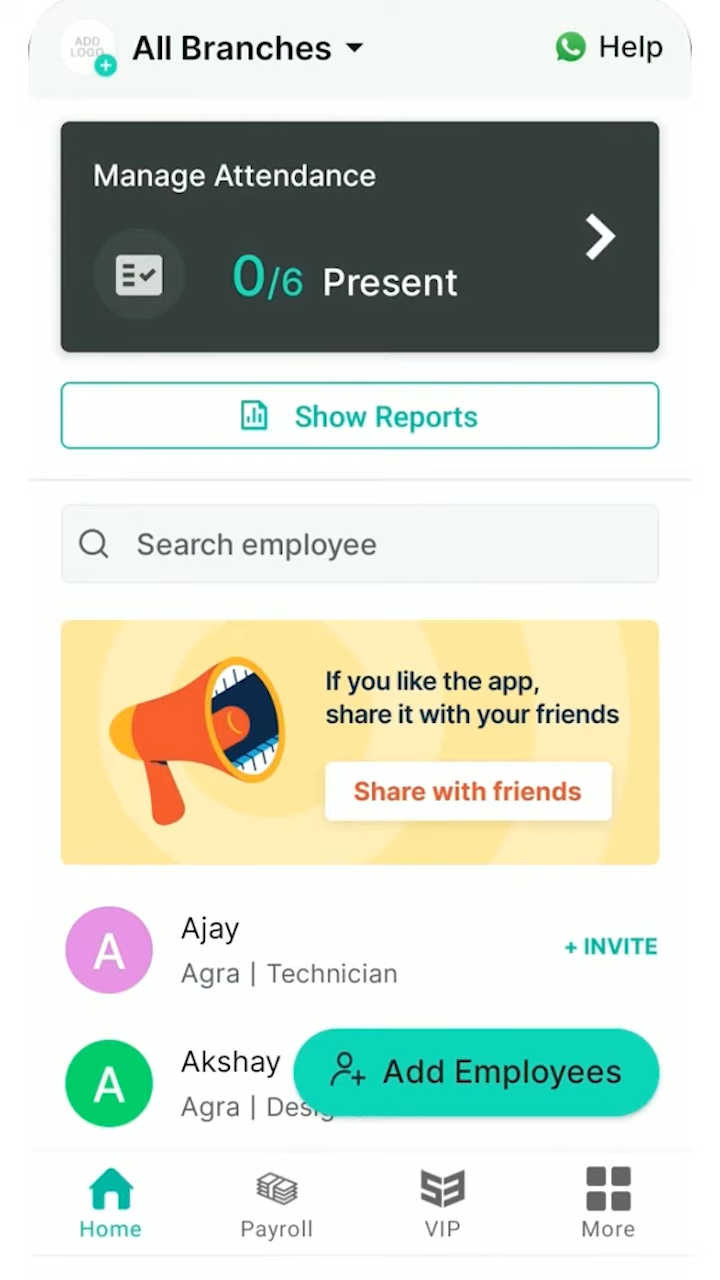 ADD
LOGO
All Branches
Help
Manage Attendance
0/6 Present
Show Reports
Search employee
If you like the app,
share it with your friends
Share with friends
Ajay
+ INVITE
Agra | Technician
Akshay
Add Employees
Agra |
Home
Payroll
VIP
More